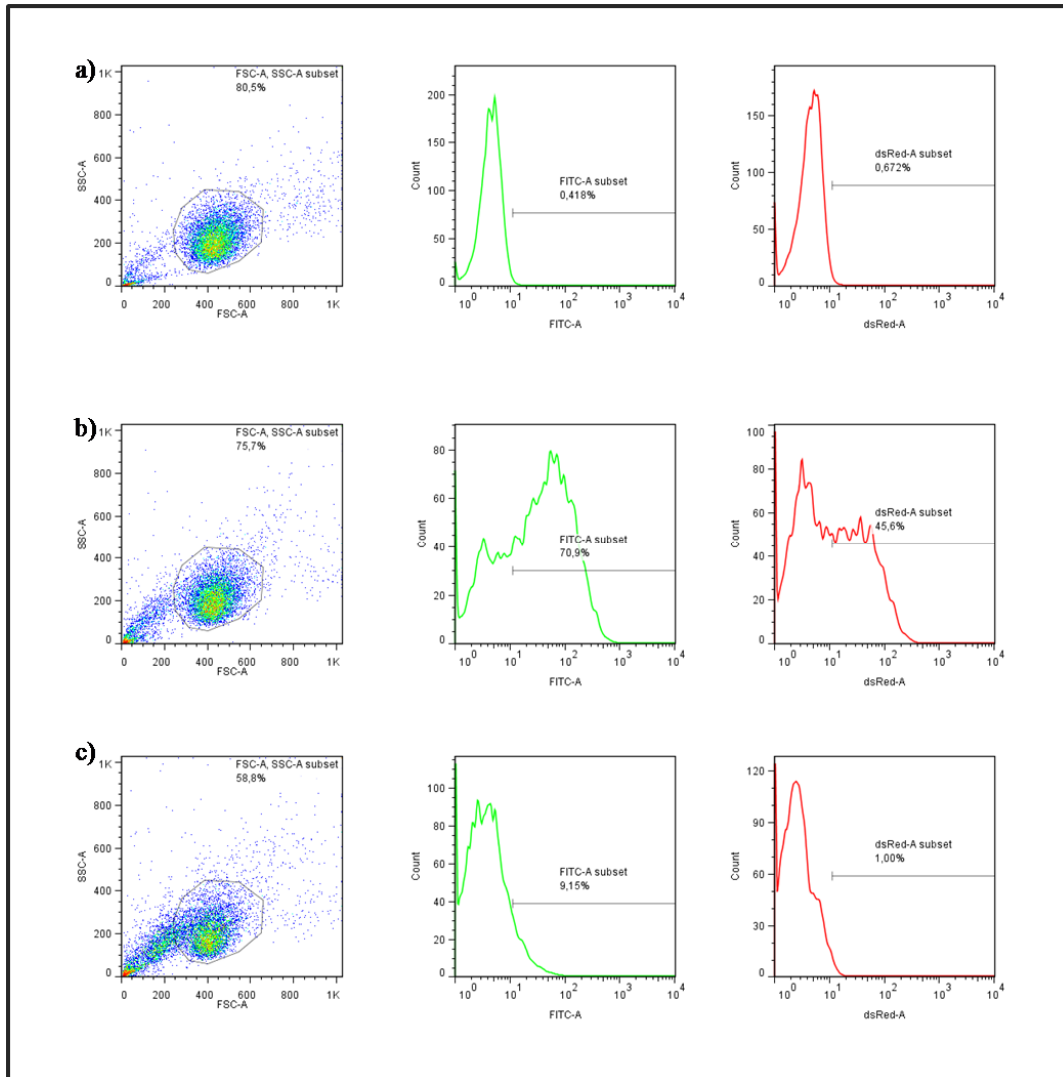 a)
FSC-A, SSC-A subset
80,5%
1K
800
600
400
200
0
SSC-A
0 200 400 600 800 1K
FSC-A
FITC-A subset
0,418%
200
150
100
50
0
Count
10^0 10^1 10^2 10^3 10^4
FITC-A
dsRed-A subset
0,672%
150
100
50
0
Count
10^0 10^1 10^2 10^3 10^4
dsRed-A
b)
FSC-A, SSC-A subset
75,7%
1K
800
600
400
200
0
SSC-A
0 200 400 600 800 1K
FSC-A
FITC-A subset
70,9%
80
60
40
20
0
Count
10^0 10^1 10^2 10^3 10^4
FITC-A
dsRed-A subset
45,6%
100
80
60
40
20
0
Count
10^0 10^1 10^2 10^3 10^4
dsRed-A
c)
FSC-A, SSC-A subset
58,8%
1K
800
600
400
200
0
SSC-A
0 200 400 600 800 1K
FSC-A
FITC-A subset
9,15%
100
80
60
40
20
0
Count
10^0 10^1 10^2 10^3 10^4
FITC-A
dsRed-A subset
1,00%
120
90
60
30
0
Count
10^0 10^1 10^2 10^3 10^4
dsRed-A